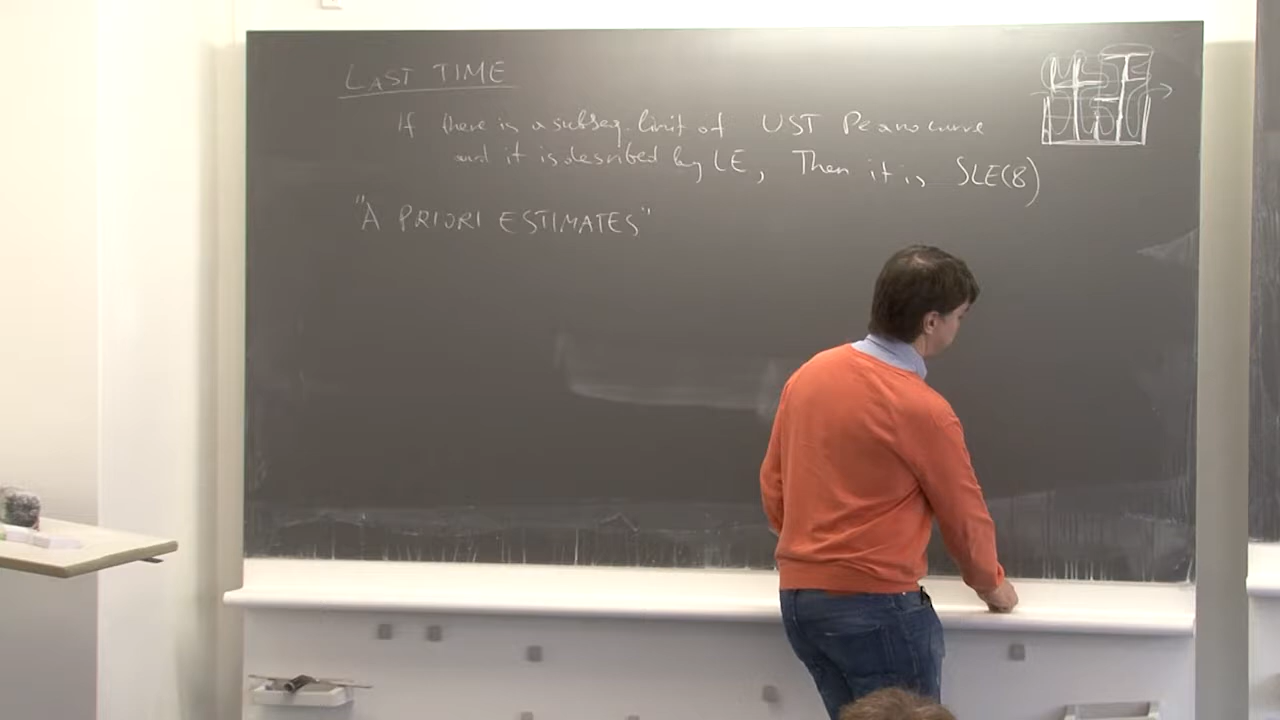 LAST TIME
If there is a subseq. limit of UST Peano curve
and it is desribed by LE, Then it is SLE(8)
"A PRIORI ESTIMATES"